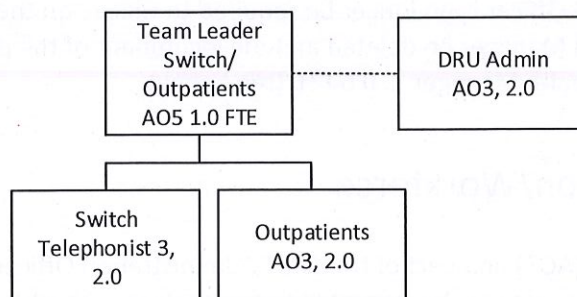 Team Leader
Switch/
Outpatients
AO5 1.0 FTE
DRU Admin
AO3, 2.0
Switch
Telephonist 3,
2.0
Outpatients
AO3, 2.0